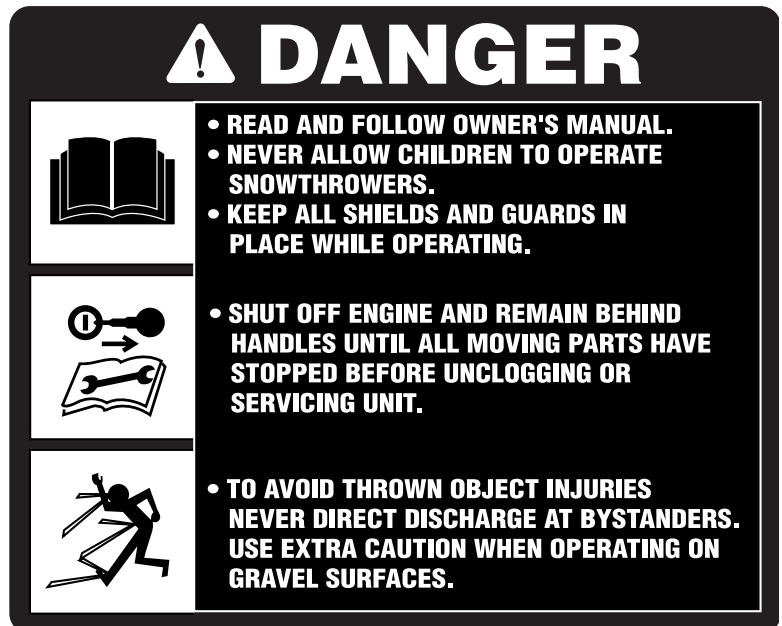 DANGER
• READ AND FOLLOW OWNER'S MANUAL.
• NEVER ALLOW CHILDREN TO OPERATE
SNOWTHROWERS.
• KEEP ALL SHIELDS AND GUARDS IN
PLACE WHILE OPERATING.
• SHUT OFF ENGINE AND REMAIN BEHIND
HANDLES UNTIL ALL MOVING PARTS HAVE
STOPPED BEFORE UNCLOGGING OR
SERVICING UNIT.
• TO AVOID THROWN OBJECT INJURIES
NEVER DIRECT DISCHARGE AT BYSTANDERS.
USE EXTRA CAUTION WHEN OPERATING ON
GRAVEL SURFACES.